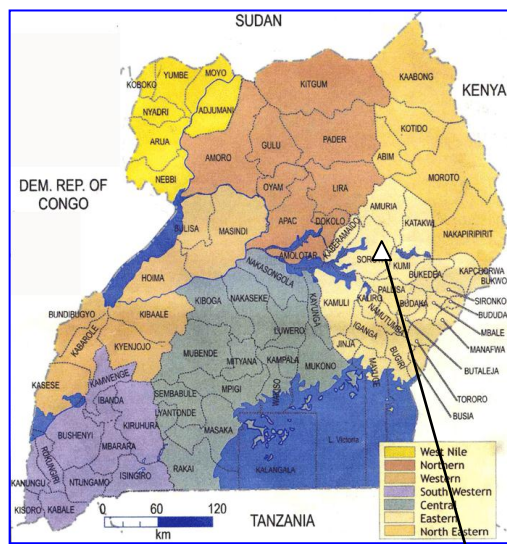 SUDAN
KENYA
DEM. REP. OF
CONGO
TANZANIA
KOBOKO
YUMBE
MOYO
ADJUMANI
NYADRI
ARUA
NEBBI
KITGUM
KAABONG
AMORO
GULU
PADER
KOTIDO
ABIM
MOROTO
OYAM
LIRA
APAC
DOKOLO
AMOLOTAR
AMURIA
KATAKWI
NAKAPIRIPIRIT
KABERAMAIDO
KUMI
BUKEDEA
KAPCHORWA
BUKWO
SIRONKO
BUDUDA
MBALE
MANAFWA
BUTALEJA
TORORO
BUSIA
PALLISA
BUDAKA
KAMULI
KALIRO
NAMUTUMBA
IGANGA
JINJA
BUGIRI
MAYUGE
BULISA
MASINDI
HOIMA
NAKASONGOLA
KIBOGA
NAKASEKE
LUWERO
KAYUNGA
BUNDIBUGYO
KIBAALE
KABAROLE
KYENJOJO
MUBENDE
MITYANA
KAMPALA
MUKONO
KASESE
KAMWENGE
IBANDA
SEMBABULE
MPIGI
LYANTONDE
MASAKA
BUSHENYI
MBARARA
KIRUHURA
RUKUNGIRI
KANUNGU
NTUNGAMO
ISINGIRO
RAKAI
KALANGALA
L. Victoria
KISORO
KABALE
0 60 120
km
West Nile
Northern
Western
South Western
Central
Eastern
North Eastern